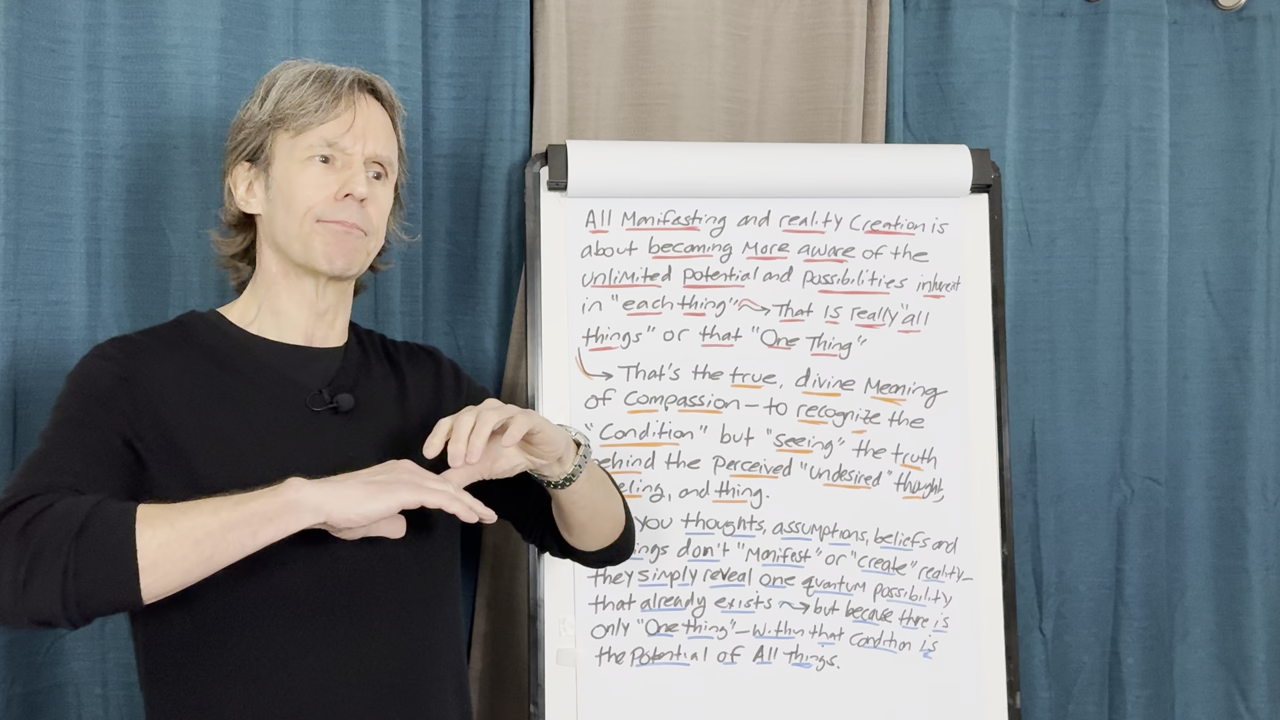 All Manifesting and reality Creation is
about becoming More aware of the
unlimited potential and possibilities inherent
in "each thing" → That is really "all
things" or that "One Thing"
→ That's the true, divine Meaning
of Compassion – to recognize the
"Condition" but "seeing" the truth
behind the perceived "undesired" thought,
and thing.
you thoughts, assumptions, beliefs and
don't "Manifest" or "create" reality –
they simply reveal one quantum possibility
that already exists → but because there is
only "One thing" – within that Condition is
the Potential of All Things.